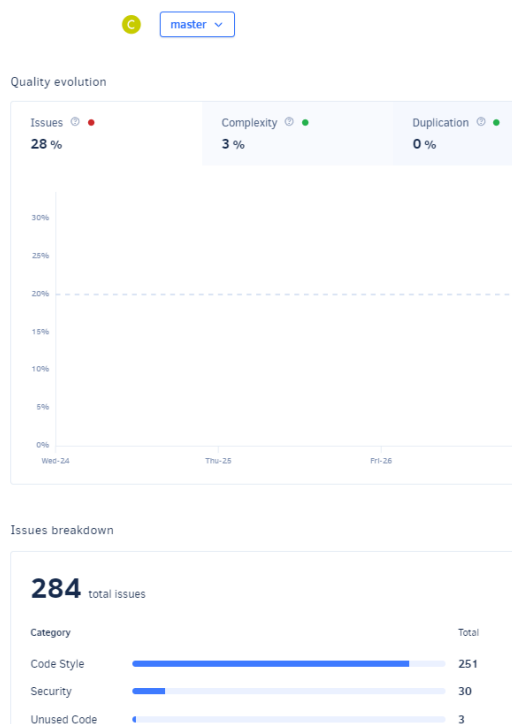 C master
Quality evolution
Issues Complexity Duplication
28 % 3 % 0 %
30%
25%
20%
15%
10%
5%
0%
Wed-24 Thu-25 Fri-26
Issues breakdown
284 total issues
Category Total
Code Style 251
Security 30
Unused Code 3